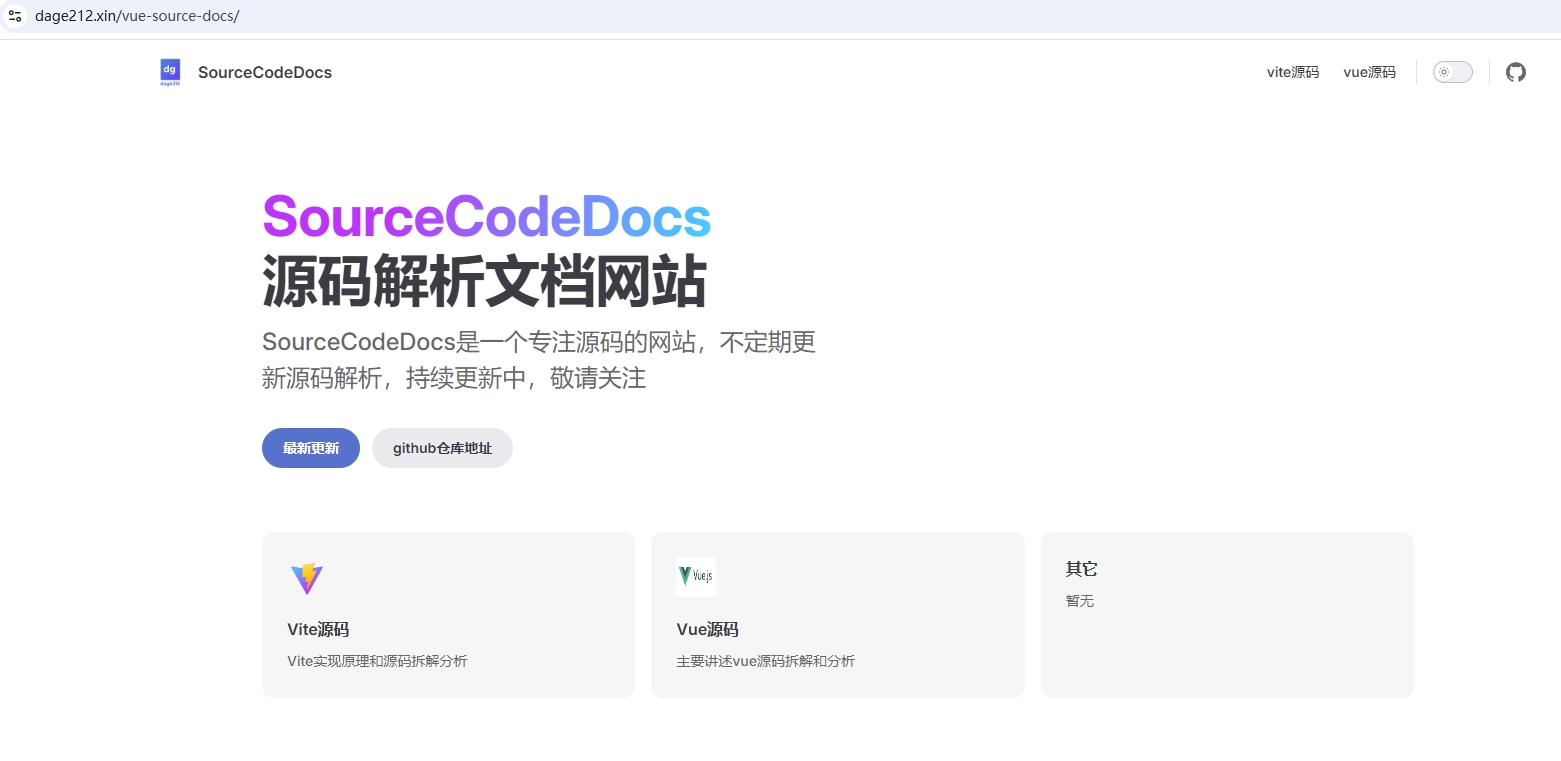 dage212.xin/vue-source-docs/
dg
dage212
SourceCodeDocs
vite源码
vue源码
SourceCodeDocs
源码解析文档网站
SourceCodeDocs是一个专注源码的网站，不定期更
新源码解析，持续更新中，敬请关注
最新更新
github仓库地址
Vite源码
Vite实现原理和源码拆解分析
Vue.js
Vue源码
主要讲述vue源码拆解和分析
其它
暂无